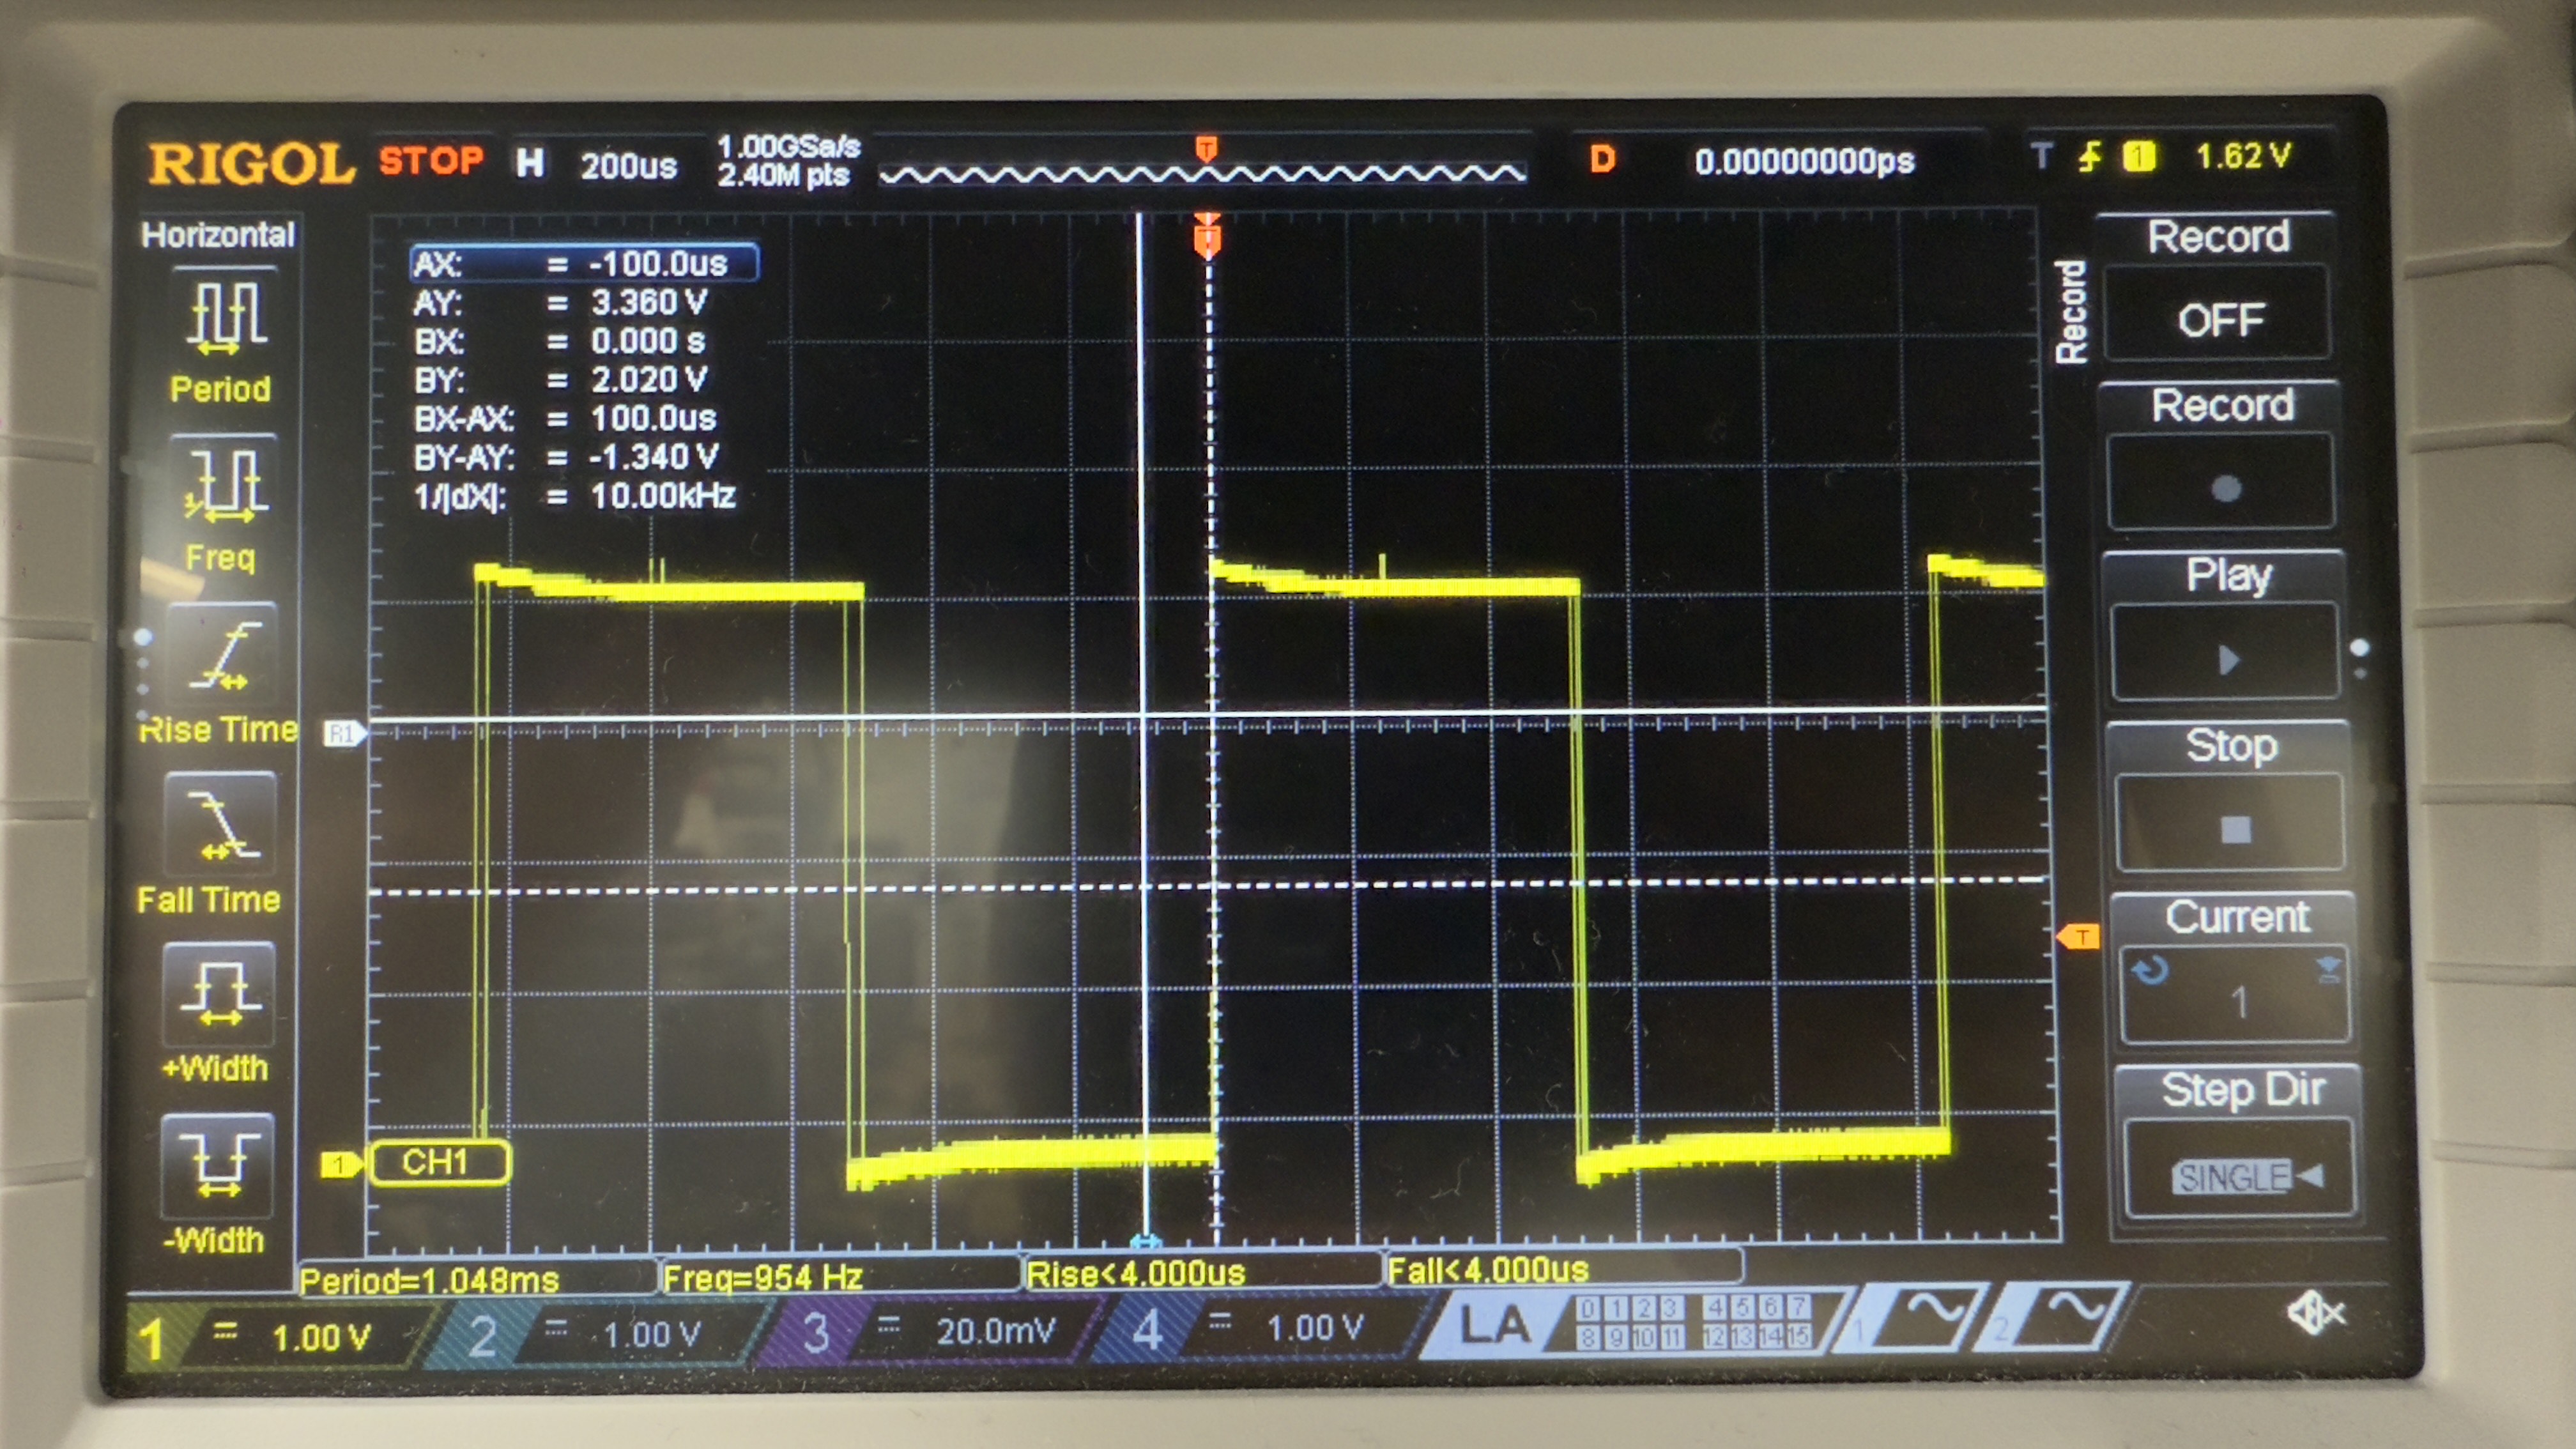 RIGOL STOP H 200us 1.00GSa/s D 0.00000000ps T 1 1.62 V
2.40M pts
T
Horizontal
Period
Freq
Rise Time
Fall Time
+Width
-Width
T
AX: = -100.0us
AY: = 3.360 V
BX: = 0.000 s
BY: = 2.020 V
BX-AX: = 100.0us
BY-AY: = -1.340 V
1/|dX|: = 10.00kHz
R1
1 CH1
T
Record
Record
OFF
Record
Play
Stop
Current
1
Step Dir
SINGLE
Period=1.048ms Freq=954 Hz Rise<4.000us Fall<4.000us
1 = 1.00 V 2 = 1.00 V 3 = 20.0mV 4 = 1.00 V LA 0 1 2 3 4 5 6 7 1 2
8 9 10 11 12 13 14 15